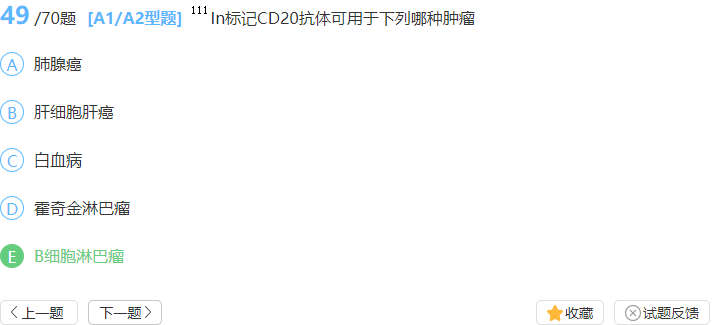 49 /70题 [A1/A2型题] ¹¹¹In标记CD20抗体可用于下列哪种肿瘤
A 肺腺癌
B 肝细胞肝癌
C 白血病
D 霍奇金淋巴瘤
E B细胞淋巴瘤
上一题 下一题 收藏 试题反馈